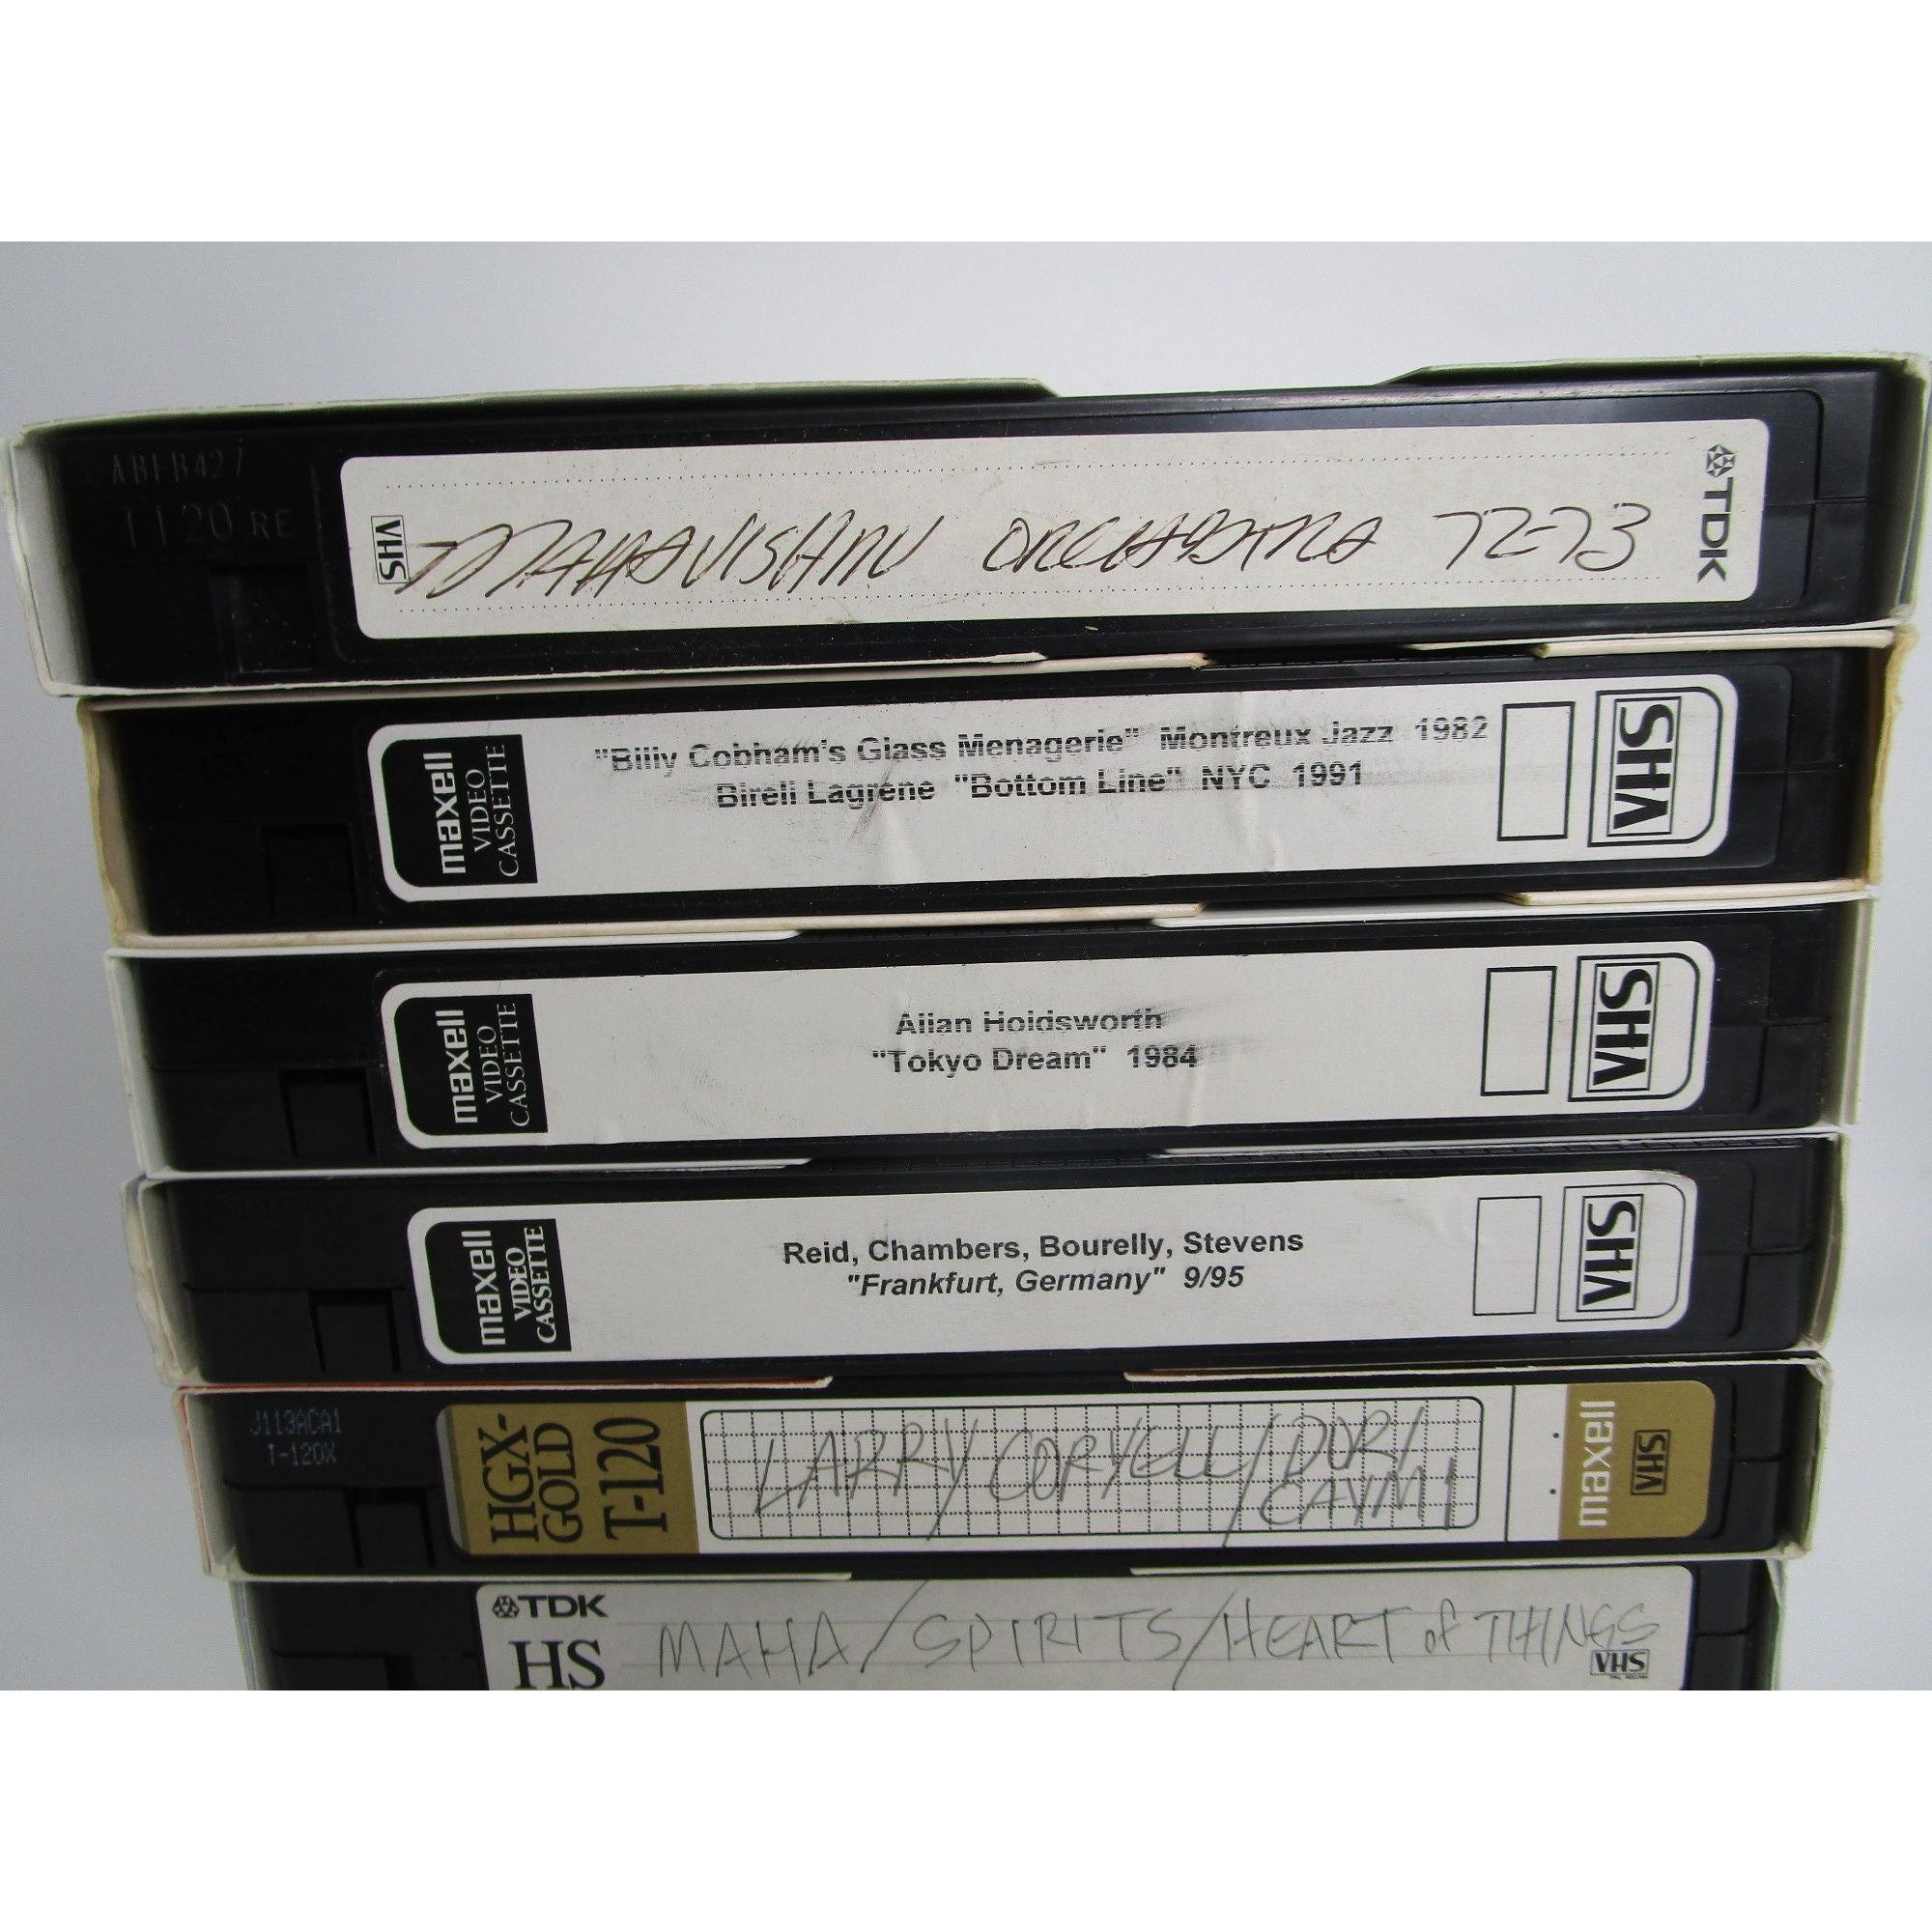 ABFB427
T120 RE
VHS
MAHAVISHNU ORCHESTRA 72-73
TDK
maxell
VIDEO
CASSETTE
"Billy Cobham's Glass Menagerie" Montreux Jazz 1982
Bireli Lagrene "Bottom Line" NYC 1991
VHS
maxell
VIDEO
CASSETTE
Allan Holdsworth
"Tokyo Dream" 1984
VHS
maxell
VIDEO
CASSETTE
Reid, Chambers, Bourelly, Stevens
"Frankfurt, Germany" 9/95
VHS
J113ACA1
T-120X
HGX-
GOLD
T-120
LARRY CORYELL/DORI
CAYMI
maxell
VHS
TDK
HS
MAHA/SPIRITS/HEART of THINGS
VHS